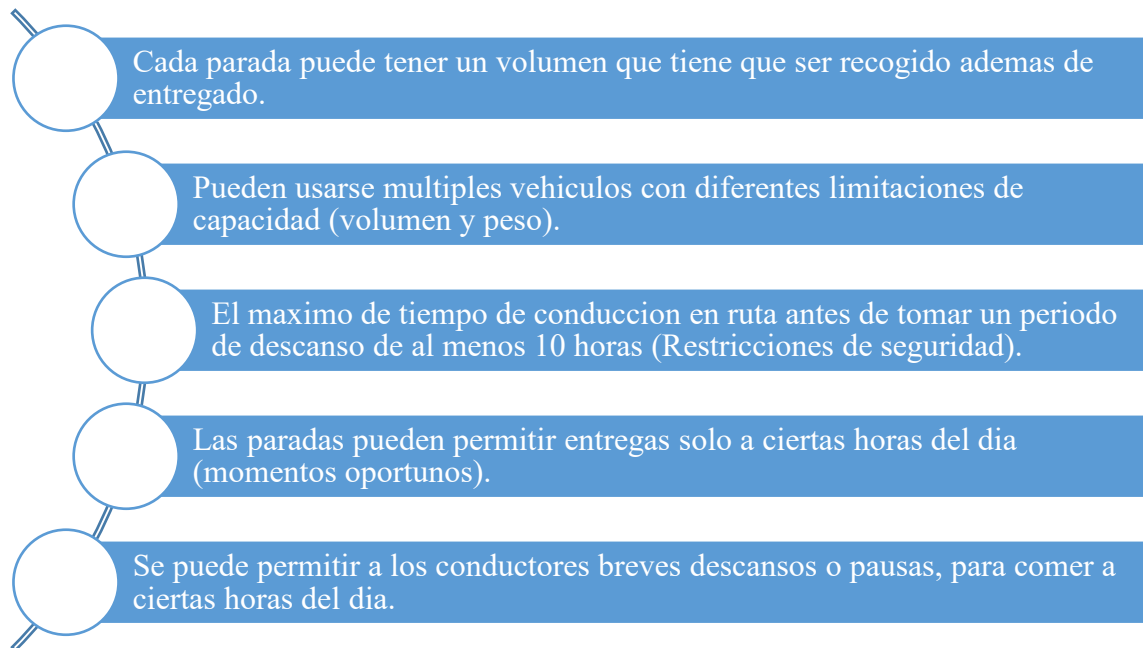 Cada parada puede tener un volumen que tiene que ser recogido ademas de
entregado.
Pueden usarse multiples vehiculos con diferentes limitaciones de
capacidad (volumen y peso).
El maximo de tiempo de conduccion en ruta antes de tomar un periodo
de descanso de al menos 10 horas (Restricciones de seguridad).
Las paradas pueden permitir entregas solo a ciertas horas del dia
(momentos oportunos).
Se puede permitir a los conductores breves descansos o pausas, para comer a
ciertas horas del dia.